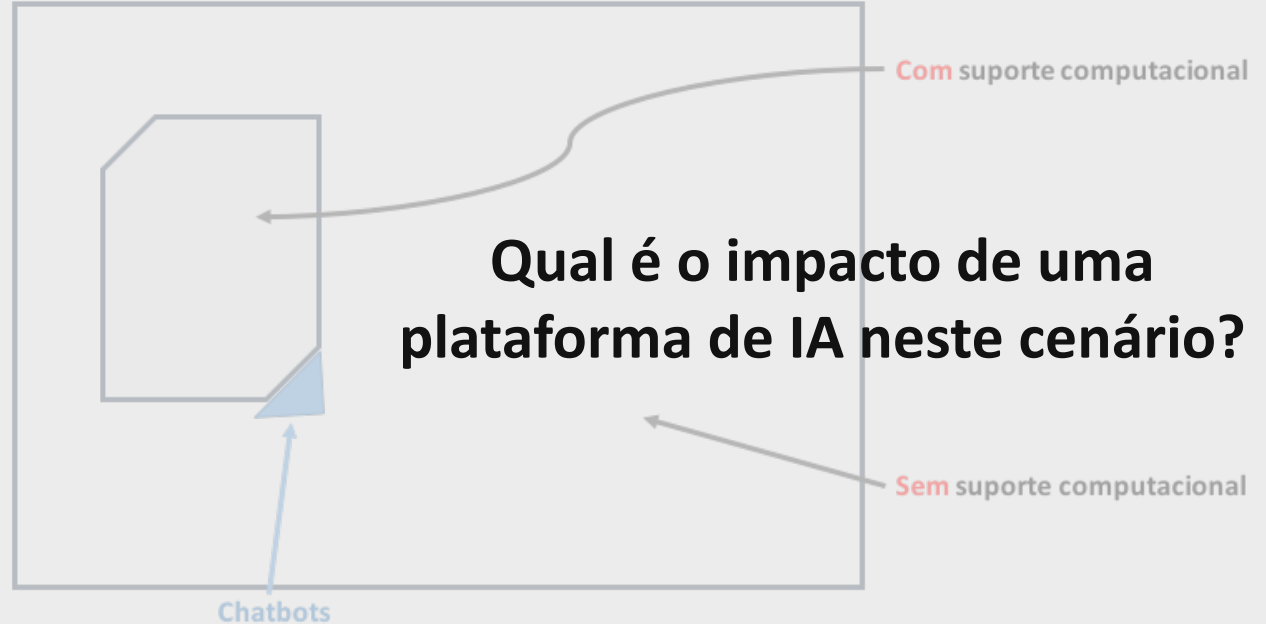 Com suporte computacional
Qual é o impacto de uma
plataforma de IA neste cenário?
Sem suporte computacional
Chatbots